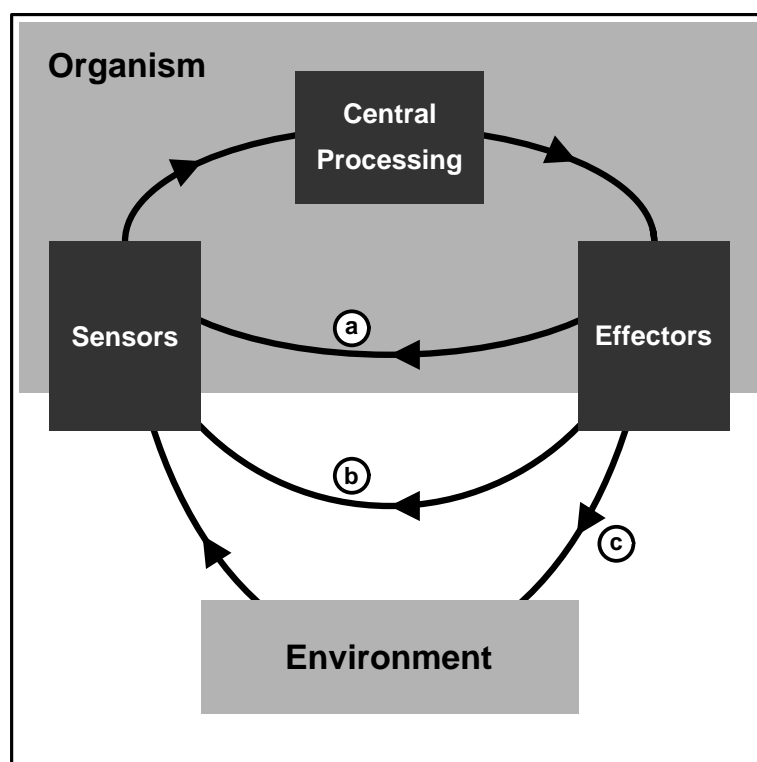 Organism
Central
Processing
Sensors
a
Effectors
b
c
Environment